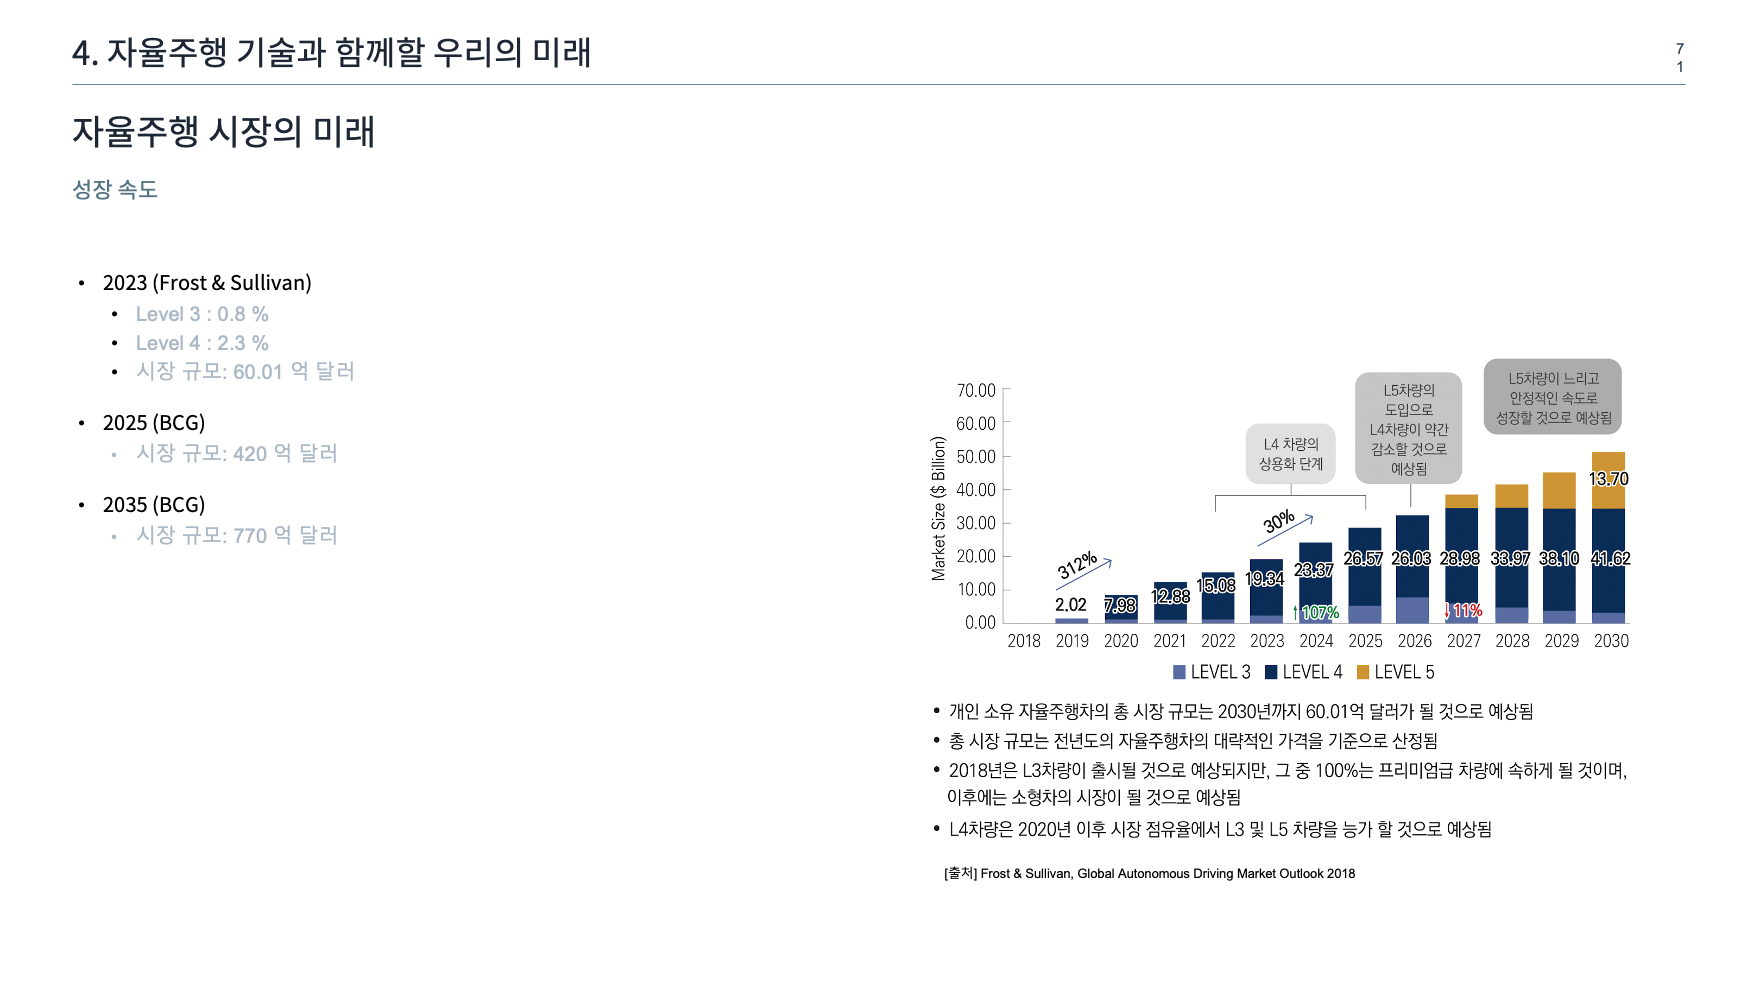 4. 자율주행 기술과 함께할 우리의 미래
7
1
자율주행 시장의 미래
성장 속도
• 2023 (Frost & Sullivan)
• Level 3 : 0.8 %
• Level 4 : 2.3 %
• 시장 규모: 60.01 억 달러
• 2025 (BCG)
• 시장 규모: 420 억 달러
• 2035 (BCG)
• 시장 규모: 770 억 달러
Market Size ($ Billion)
70.00
60.00
50.00
40.00
30.00
20.00
10.00
0.00
L4 차량의
상용화 단계
L5차량의
도입으로
L4차량이 약간
감소할 것으로
예상됨
L5차량이 느리고
안정적인 속도로
성장할 것으로 예상됨
312%
30%
2.02
7.98
12.88
15.08
19.34
23.37
26.57
26.03
28.98
33.97
38.10
41.62
13.70
↑107%
↓11%
2018 2019 2020 2021 2022 2023 2024 2025 2026 2027 2028 2029 2030
LEVEL 3 LEVEL 4 LEVEL 5
• 개인 소유 자율주행차의 총 시장 규모는 2030년까지 60.01억 달러가 될 것으로 예상됨
• 총 시장 규모는 전년도의 자율주행차의 대략적인 가격을 기준으로 산정됨
• 2018년은 L3차량이 출시될 것으로 예상되지만, 그 중 100%는 프리미엄급 차량에 속하게 될 것이며,
이후에는 소형차의 시장이 될 것으로 예상됨
• L4차량은 2020년 이후 시장 점유율에서 L3 및 L5 차량을 능가 할 것으로 예상됨
[출처] Frost & Sullivan, Global Autonomous Driving Market Outlook 2018